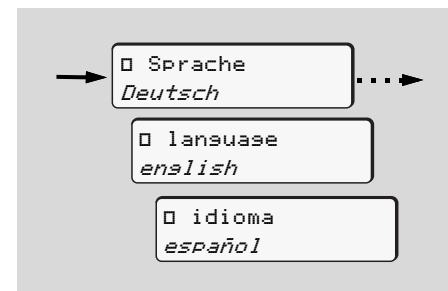 □ Sprache
Deutsch
□ language
english
□ idioma
español